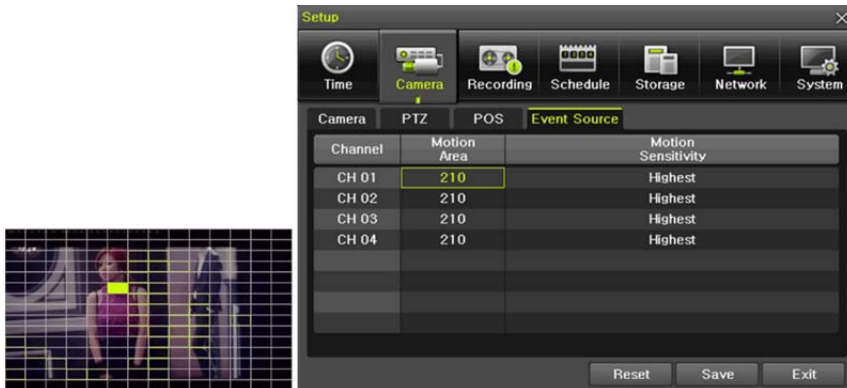 Setup
Time Camera Recording Schedule Storage Network System
Camera PTZ POS Event Source
Channel Motion Area Motion Sensitivity
CH 01 210 Highest
CH 02 210 Highest
CH 03 210 Highest
CH 04 210 Highest
Reset Save Exit